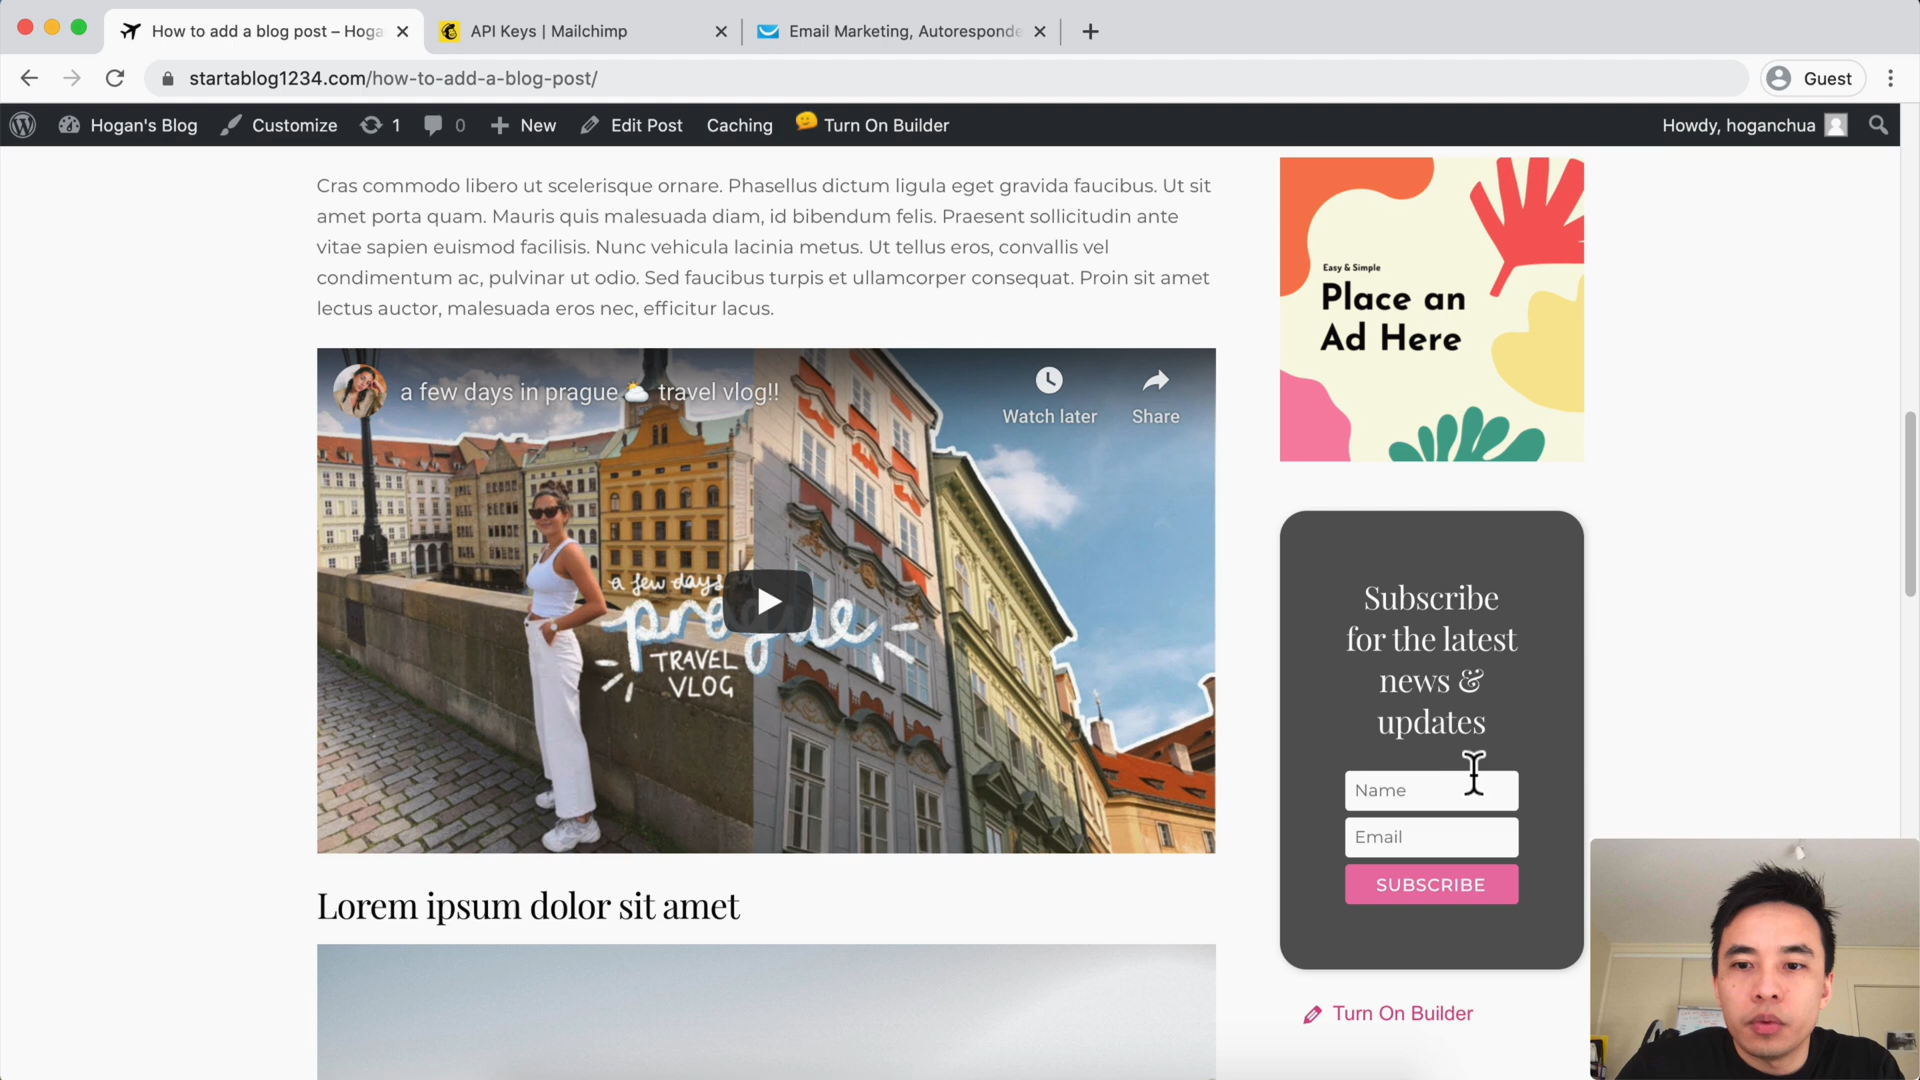 How to add a blog post – Hoga
API Keys | Mailchimp
Email Marketing, Autoresponde
startablog1234.com/how-to-add-a-blog-post/
Guest
Hogan's Blog
Customize
1
0
New
Edit Post
Caching
Turn On Builder
Howdy, hoganchua
Cras commodo libero ut scelerisque ornare. Phasellus dictum ligula eget gravida faucibus. Ut sit
amet porta quam. Mauris quis malesuada diam, id bibendum felis. Praesent sollicitudin ante
vitae sapien euismod facilisis. Nunc vehicula lacinia metus. Ut tellus eros, convallis vel
condimentum ac, pulvinar ut odio. Sed faucibus turpis et ullamcorper consequat. Proin sit amet
lectus auctor, malesuada eros nec, efficitur lacus.
a few days in prague ⛅ travel vlog!!
Watch later
Share
a few days
prague
TRAVEL
VLOG
Lorem ipsum dolor sit amet
Easy & Simple
Place an
Ad Here
Subscribe
for the latest
news &
updates
Name
Email
SUBSCRIBE
Turn On Builder